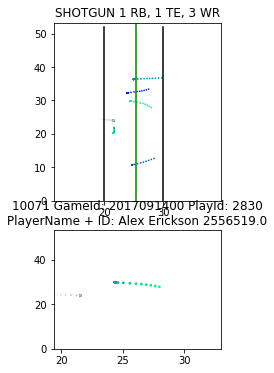 SHOTGUN 1 RB, 1 TE, 3 WR
50
40
30
20
10
0
20 30
10071 GameId: 2017091400 PlayId: 2830
PlayerName + ID: Alex Erickson 2556519.0
40
20
0
20 25 30